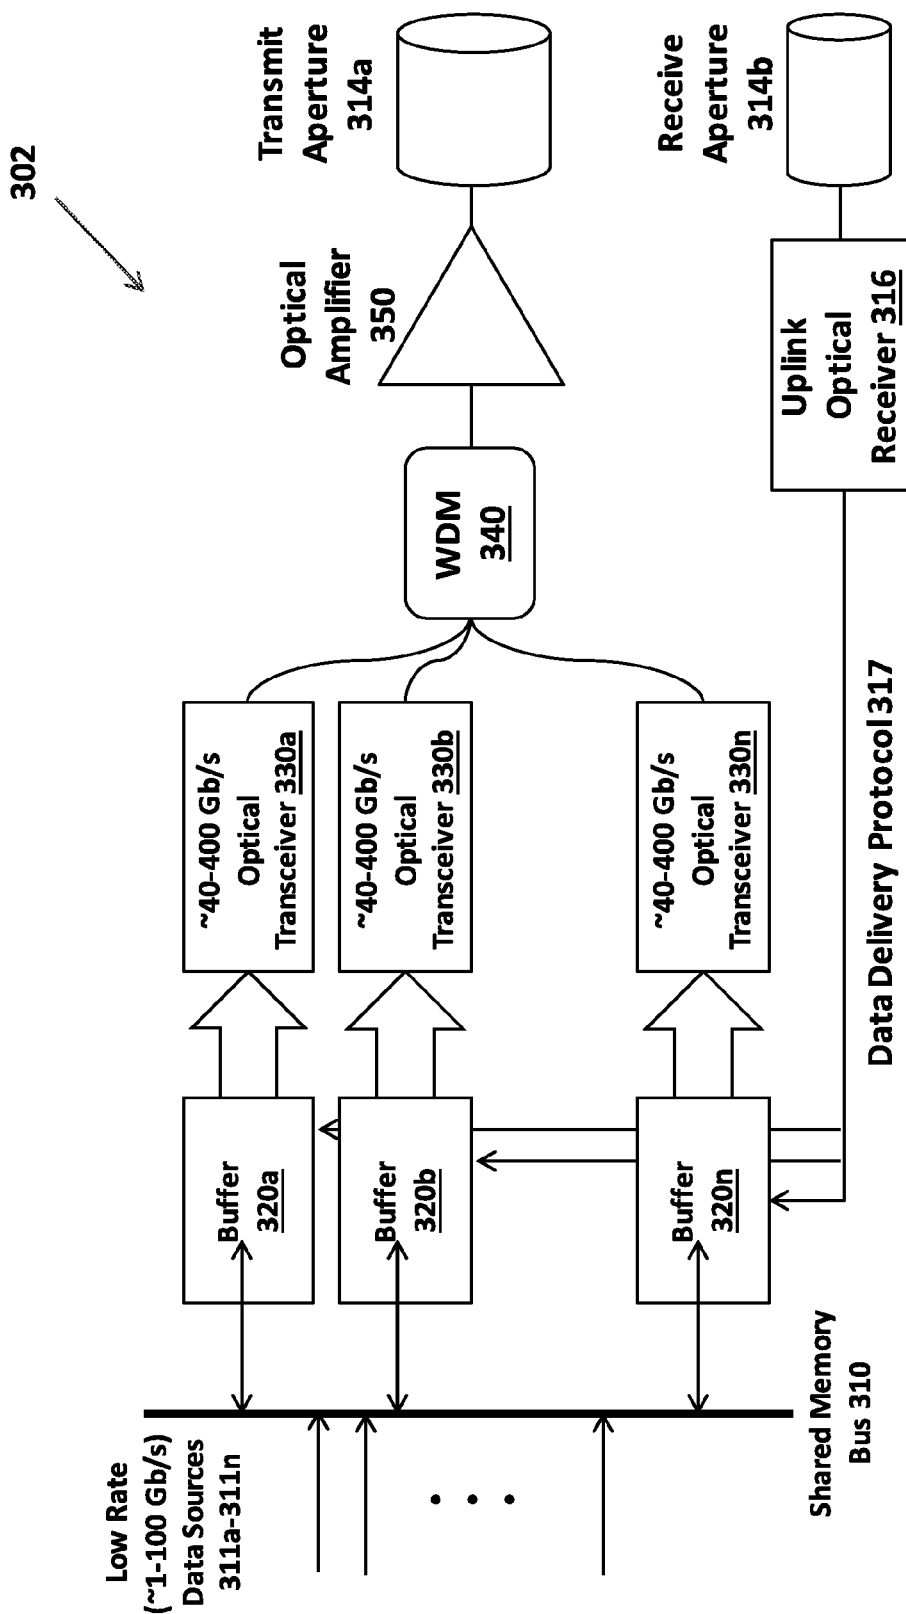 302
Low Rate
(~1-100 Gb/s)
Data Sources
311a-311n
Shared Memory
Bus 310
Buffer
320a
Buffer
320b
Buffer
320n
~40-400 Gb/s
Optical
Transceiver 330a
~40-400 Gb/s
Optical
Transceiver 330b
~40-400 Gb/s
Optical
Transceiver 330n
WDM
340
Optical
Amplifier
350
Transmit
Aperture
314a
Receive
Aperture
314b
Uplink
Optical
Receiver 316
Data Delivery Protocol 317